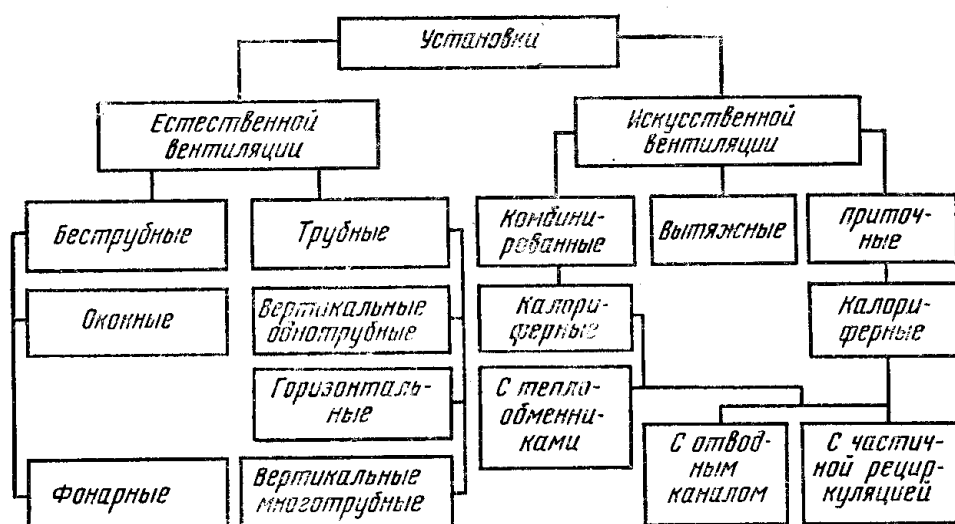 Установки
Естественной
вентиляции
Искусственной
вентиляции
Беструбные
Трубные
Комбини-
рованные
Вытяжные
Приточ-
ные
Оконные
Вертикальные
однотрубные
Калори-
ферные
Калори-
ферные
Горизонталь-
ные
С тепло-
обменни-
ками
Фонарные
Вертикальные
многотрубные
С отвод-
ным
каналом
С частич-
ной рецир-
куляцией